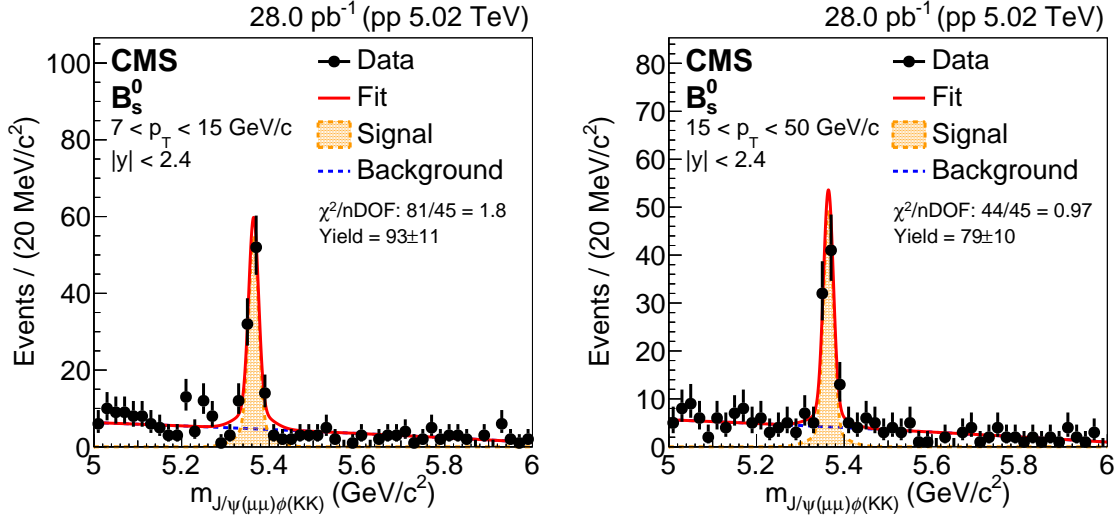 28.0 pb⁻¹ (pp 5.02 TeV)
CMS
B⁰ₛ
7 < p_T < 15 GeV/c
|y| < 2.4
Data
Fit
Signal
Background
χ²/nDOF: 81/45 = 1.8
Yield = 93±11
Events / (20 MeV/c²)
100
80
60
40
20
0
5 5.2 5.4 5.6 5.8 6
m_J/ψ(μμ)φ(KK) (GeV/c²)
28.0 pb⁻¹ (pp 5.02 TeV)
CMS
B⁰ₛ
15 < p_T < 50 GeV/c
|y| < 2.4
Data
Fit
Signal
Background
χ²/nDOF: 44/45 = 0.97
Yield = 79±10
Events / (20 MeV/c²)
80
70
60
50
40
30
20
10
0
5 5.2 5.4 5.6 5.8 6
m_J/ψ(μμ)φ(KK) (GeV/c²)